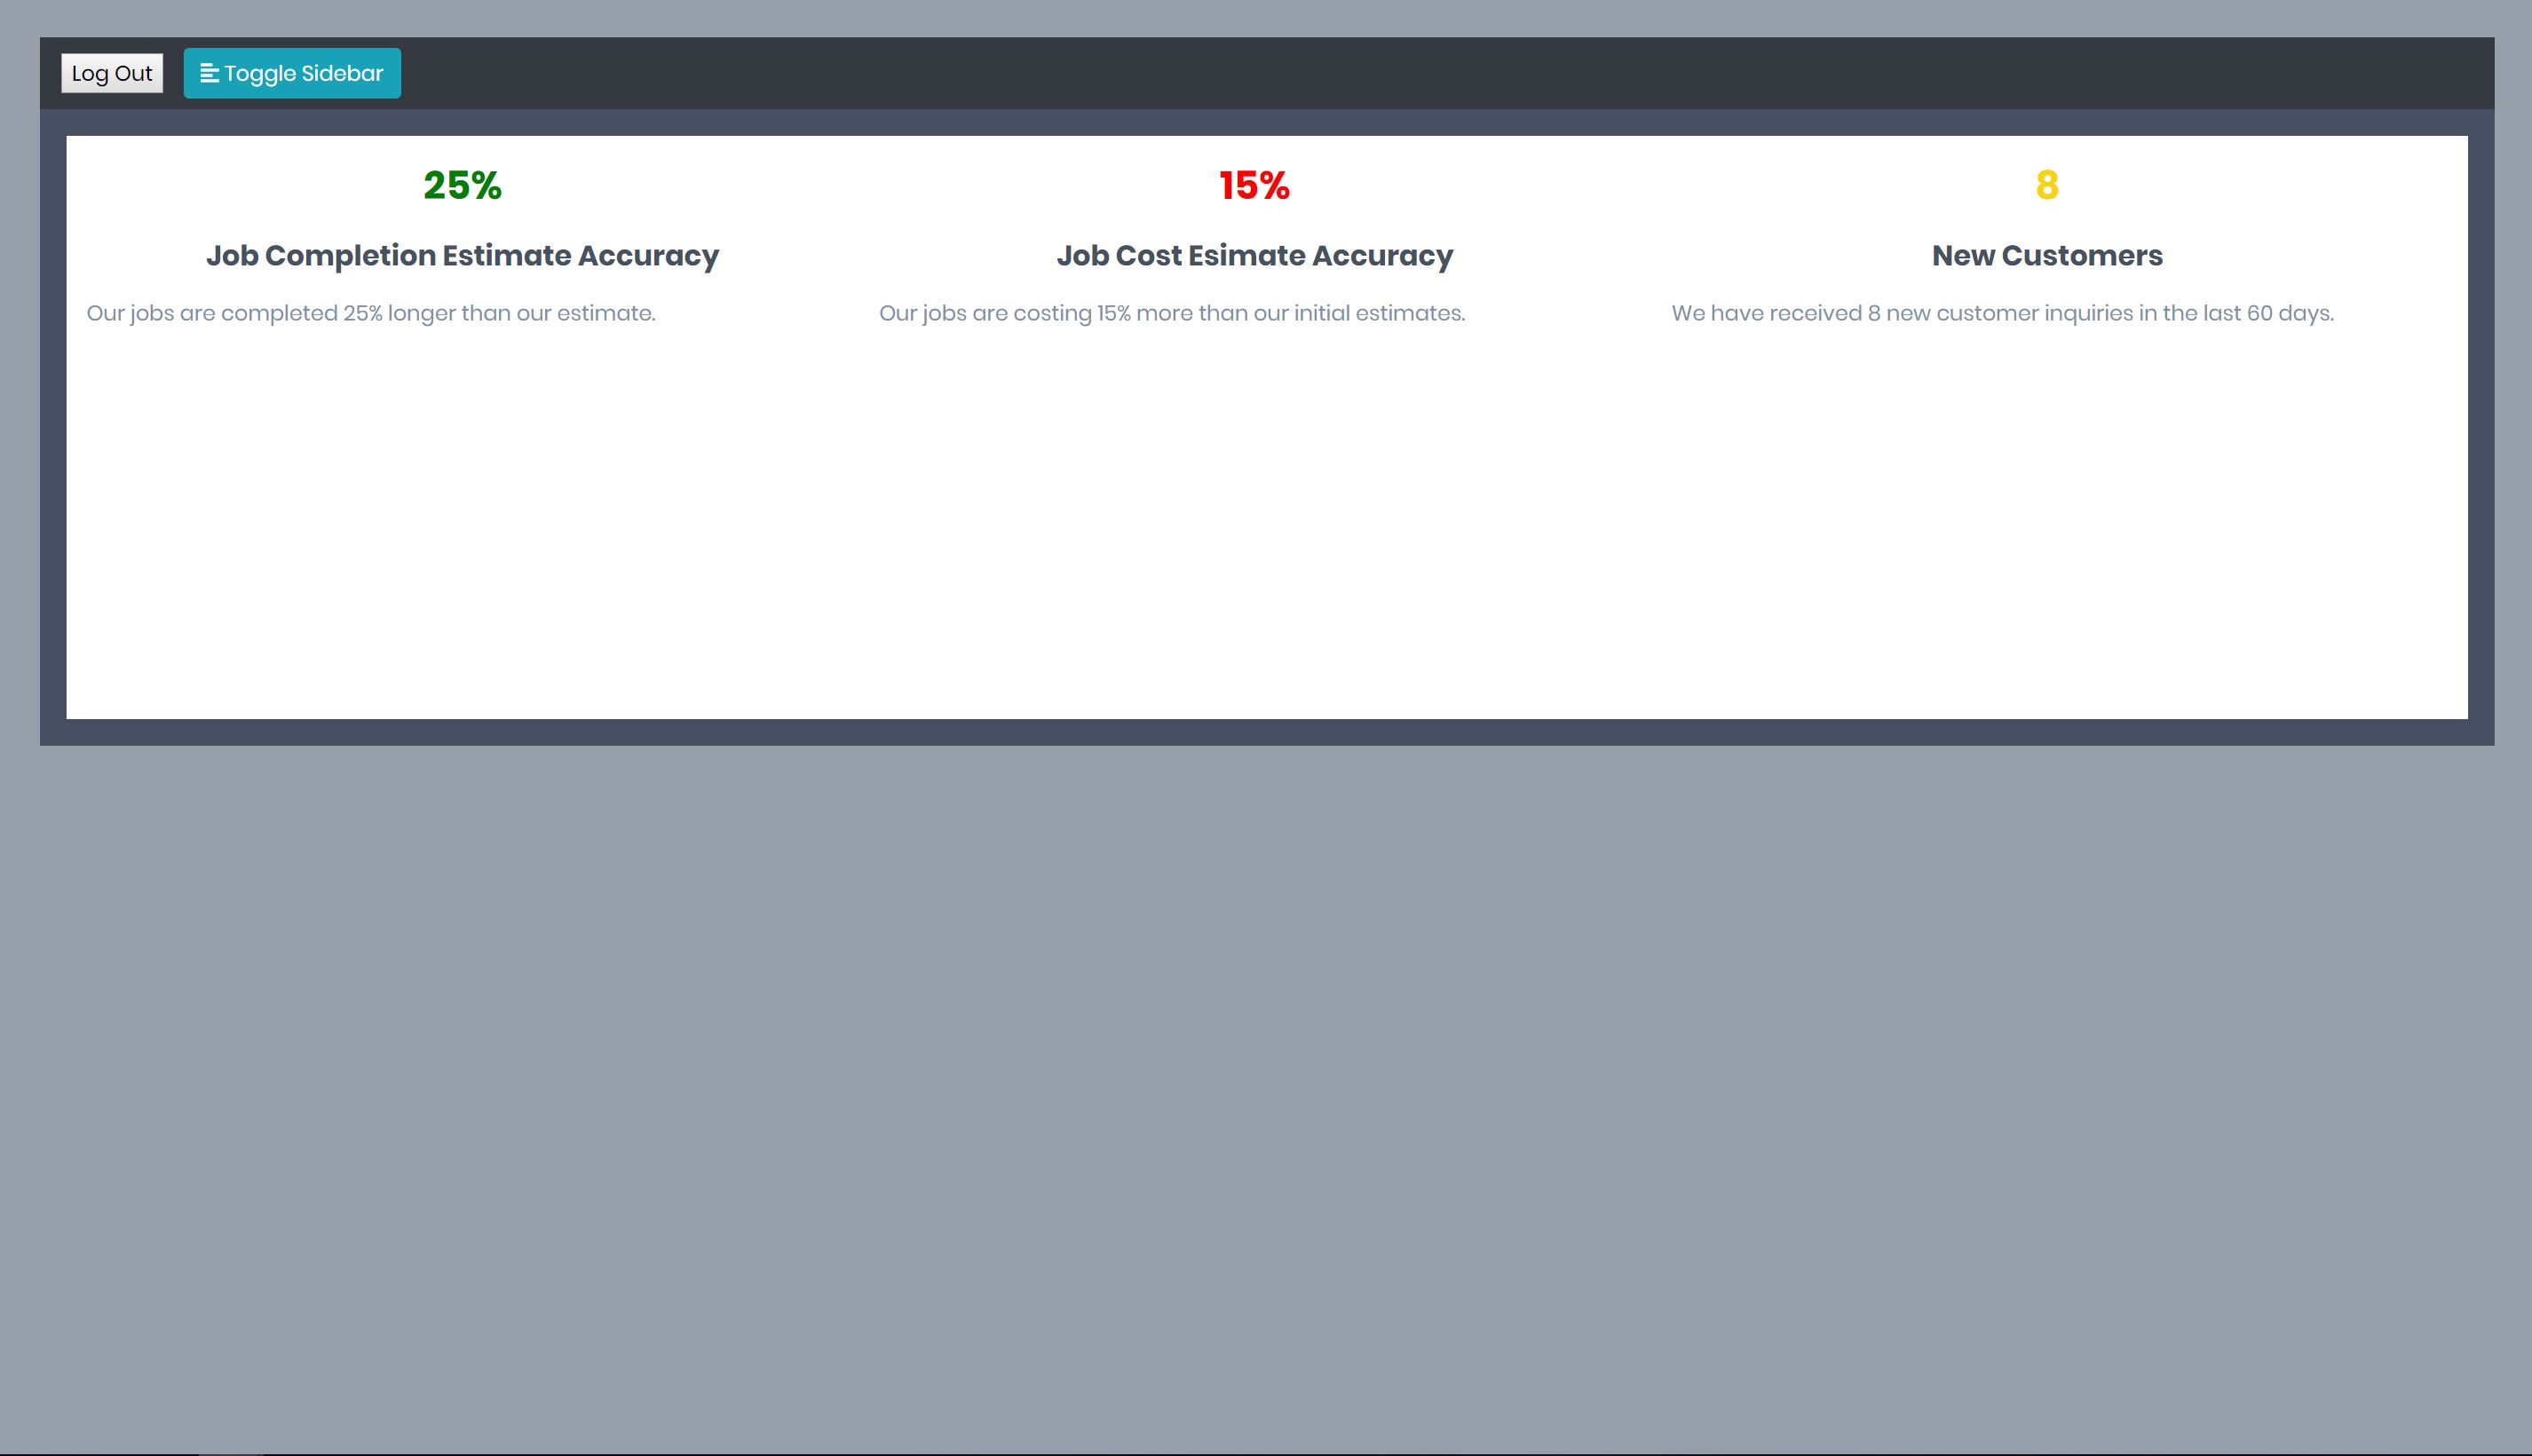 Log Out
Toggle Sidebar
25%
Job Completion Estimate Accuracy
Our jobs are completed 25% longer than our estimate.
15%
Job Cost Esimate Accuracy
Our jobs are costing 15% more than our initial estimates.
8
New Customers
We have received 8 new customer inquiries in the last 60 days.